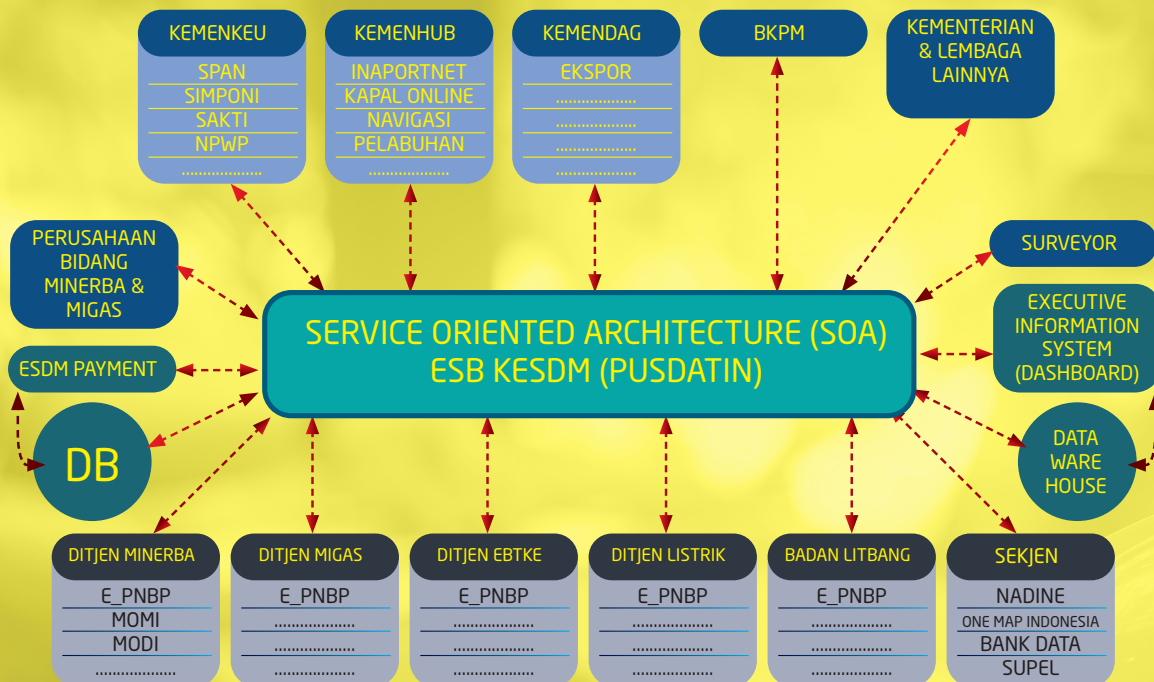 KEMENKEU
SPAN
SIMPONI
SAKTI
NPWP
..................
KEMENHUB
INAPORTNET
KAPAL ONLINE
NAVIGASI
PELABUHAN
..................
KEMENDAG
EKSPOR
..................
..................
..................
..................
BKPM
KEMENTERIAN
& LEMBAGA
LAINNYA
PERUSAHAAN
BIDANG
MINERBA &
MIGAS
SURVEYOR
SERVICE ORIENTED ARCHITECTURE (SOA)
ESB KESDM (PUSDATIN)
EXECUTIVE
INFORMATION
SYSTEM
(DASHBOARD)
ESDM PAYMENT
DB
DATA
WARE
HOUSE
DITJEN MINERBA
E_PNBP
MOMI
MODI
..................
DITJEN MIGAS
E_PNBP
..................
..................
..................
DITJEN EBTKE
E_PNBP
..................
..................
..................
DITJEN LISTRIK
E_PNBP
..................
..................
..................
BADAN LITBANG
E_PNBP
..................
..................
..................
SEKJEN
NADINE
ONE MAP INDONESIA
BANK DATA
SUPEL